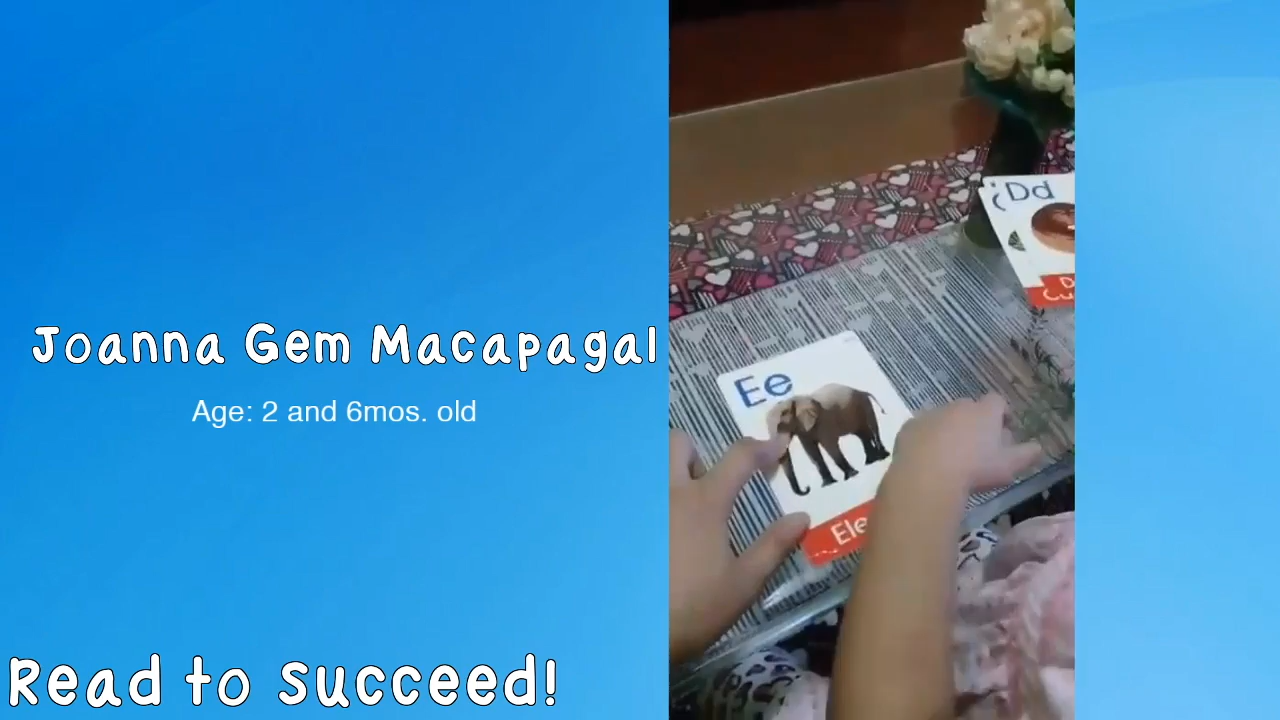 Joanna Gem Macapagal
Age: 2 and 6mos. old
Read to succeed!
Dd
Ee